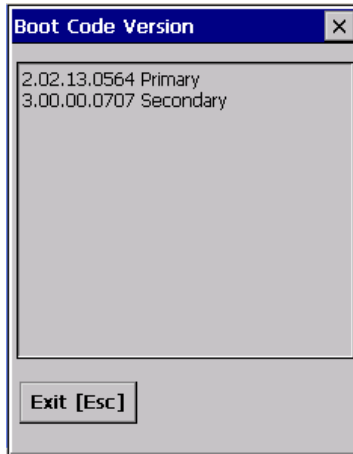 Boot Code Version
2.02.13.0564 Primary
3.00.00.0707 Secondary
Exit [Esc]